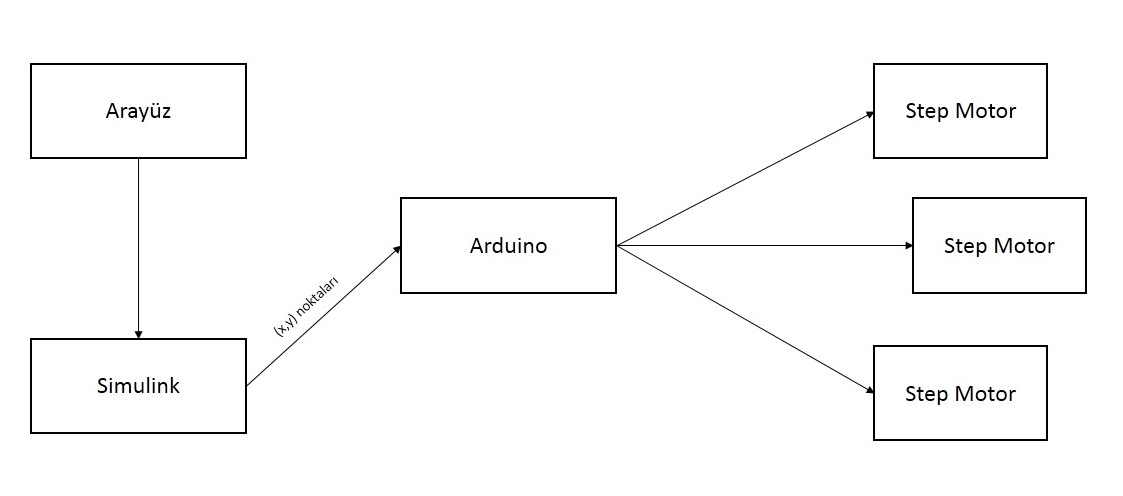 Arayüz
Step Motor
Arduino
Step Motor
(x,y) noktaları
Simulink
Step Motor